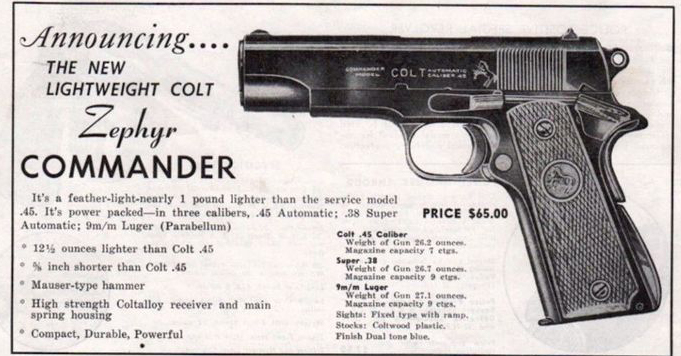 Announcing....
THE NEW
LIGHTWEIGHT COLT
Zephyr
COMMANDER
COMMANDER
MODEL
COLT
AUTOMATIC
CALIBER .45
It's a feather-light-nearly 1 pound lighter than the service model
.45. It's power packed—in three calibers, .45 Automatic; .38 Super
Automatic; 9m/m Luger (Parabellum)
° 12½ ounces lighter than Colt .45
° ⅝ inch shorter than Colt .45
° Mauser-type hammer
° High strength Coltalloy receiver and main
spring housing
° Compact, Durable, Powerful
PRICE $65.00
Colt .45 Caliber
Weight of Gun 26.2 ounces.
Magazine capacity 7 ctgs.
Super .38
Weight of Gun 26.7 ounces.
Magazine capacity 9 ctgs.
9m/m Luger
Weight of Gun 27.1 ounces.
Magazine capacity 9 ctgs.
Sights: Fixed type with ramp.
Stocks: Coltwood plastic.
Finish Dual tone blue.